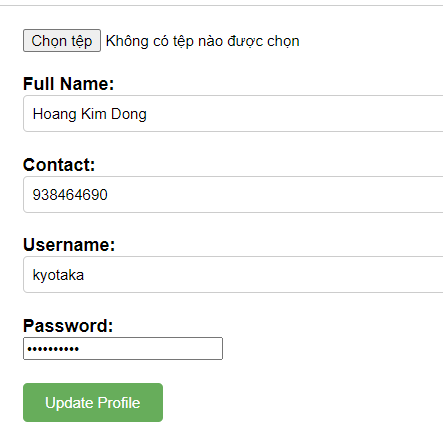 Chọn tệp Không có tệp nào được chọn
Full Name:
Hoang Kim Dong
Contact:
938464690
Username:
kyotaka
Password:
••••••••••
Update Profile